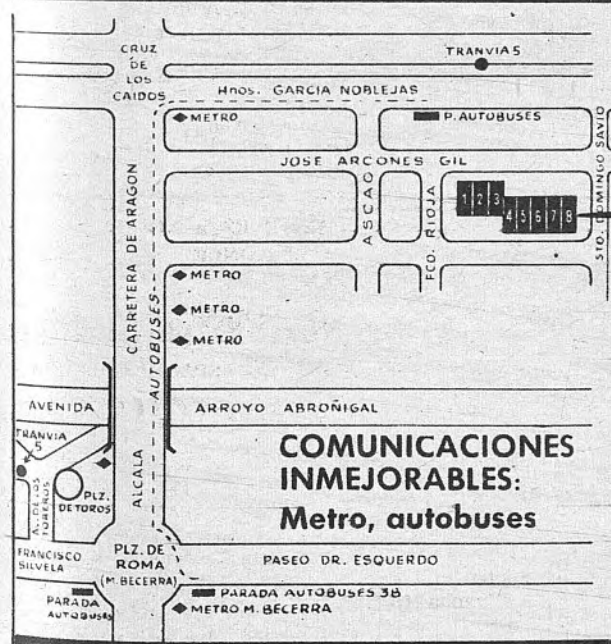 CRUZ
DE
LOS
CAIDOS
TRANVIA 5
Hnos. GARCIA NOBLEJAS
METRO
P. AUTOBUSES
JOSE ARCONES GIL
ASCAO
FCO. RIOJA
STO. DOMINGO SAVIO
1 2 3
4 5 6 7 8
CARRETERA DE ARAGON
AUTOBUSES
METRO
METRO
METRO
AVENIDA
ARROYO ABROÑIGAL
TRANVIA
5
AV. DE LOS
TOREROS
PLZ.
DE TOROS
ALCALA
COMUNICACIONES
INMEJORABLES:
Metro, autobuses
FRANCISCO
SILVELA
PLZ. DE
ROMA
(M. BECERRA)
PASEO DR. ESQUERDO
PARADA
AUTOBUSES
PARADA AUTOBUSES 38
METRO M. BECERRA